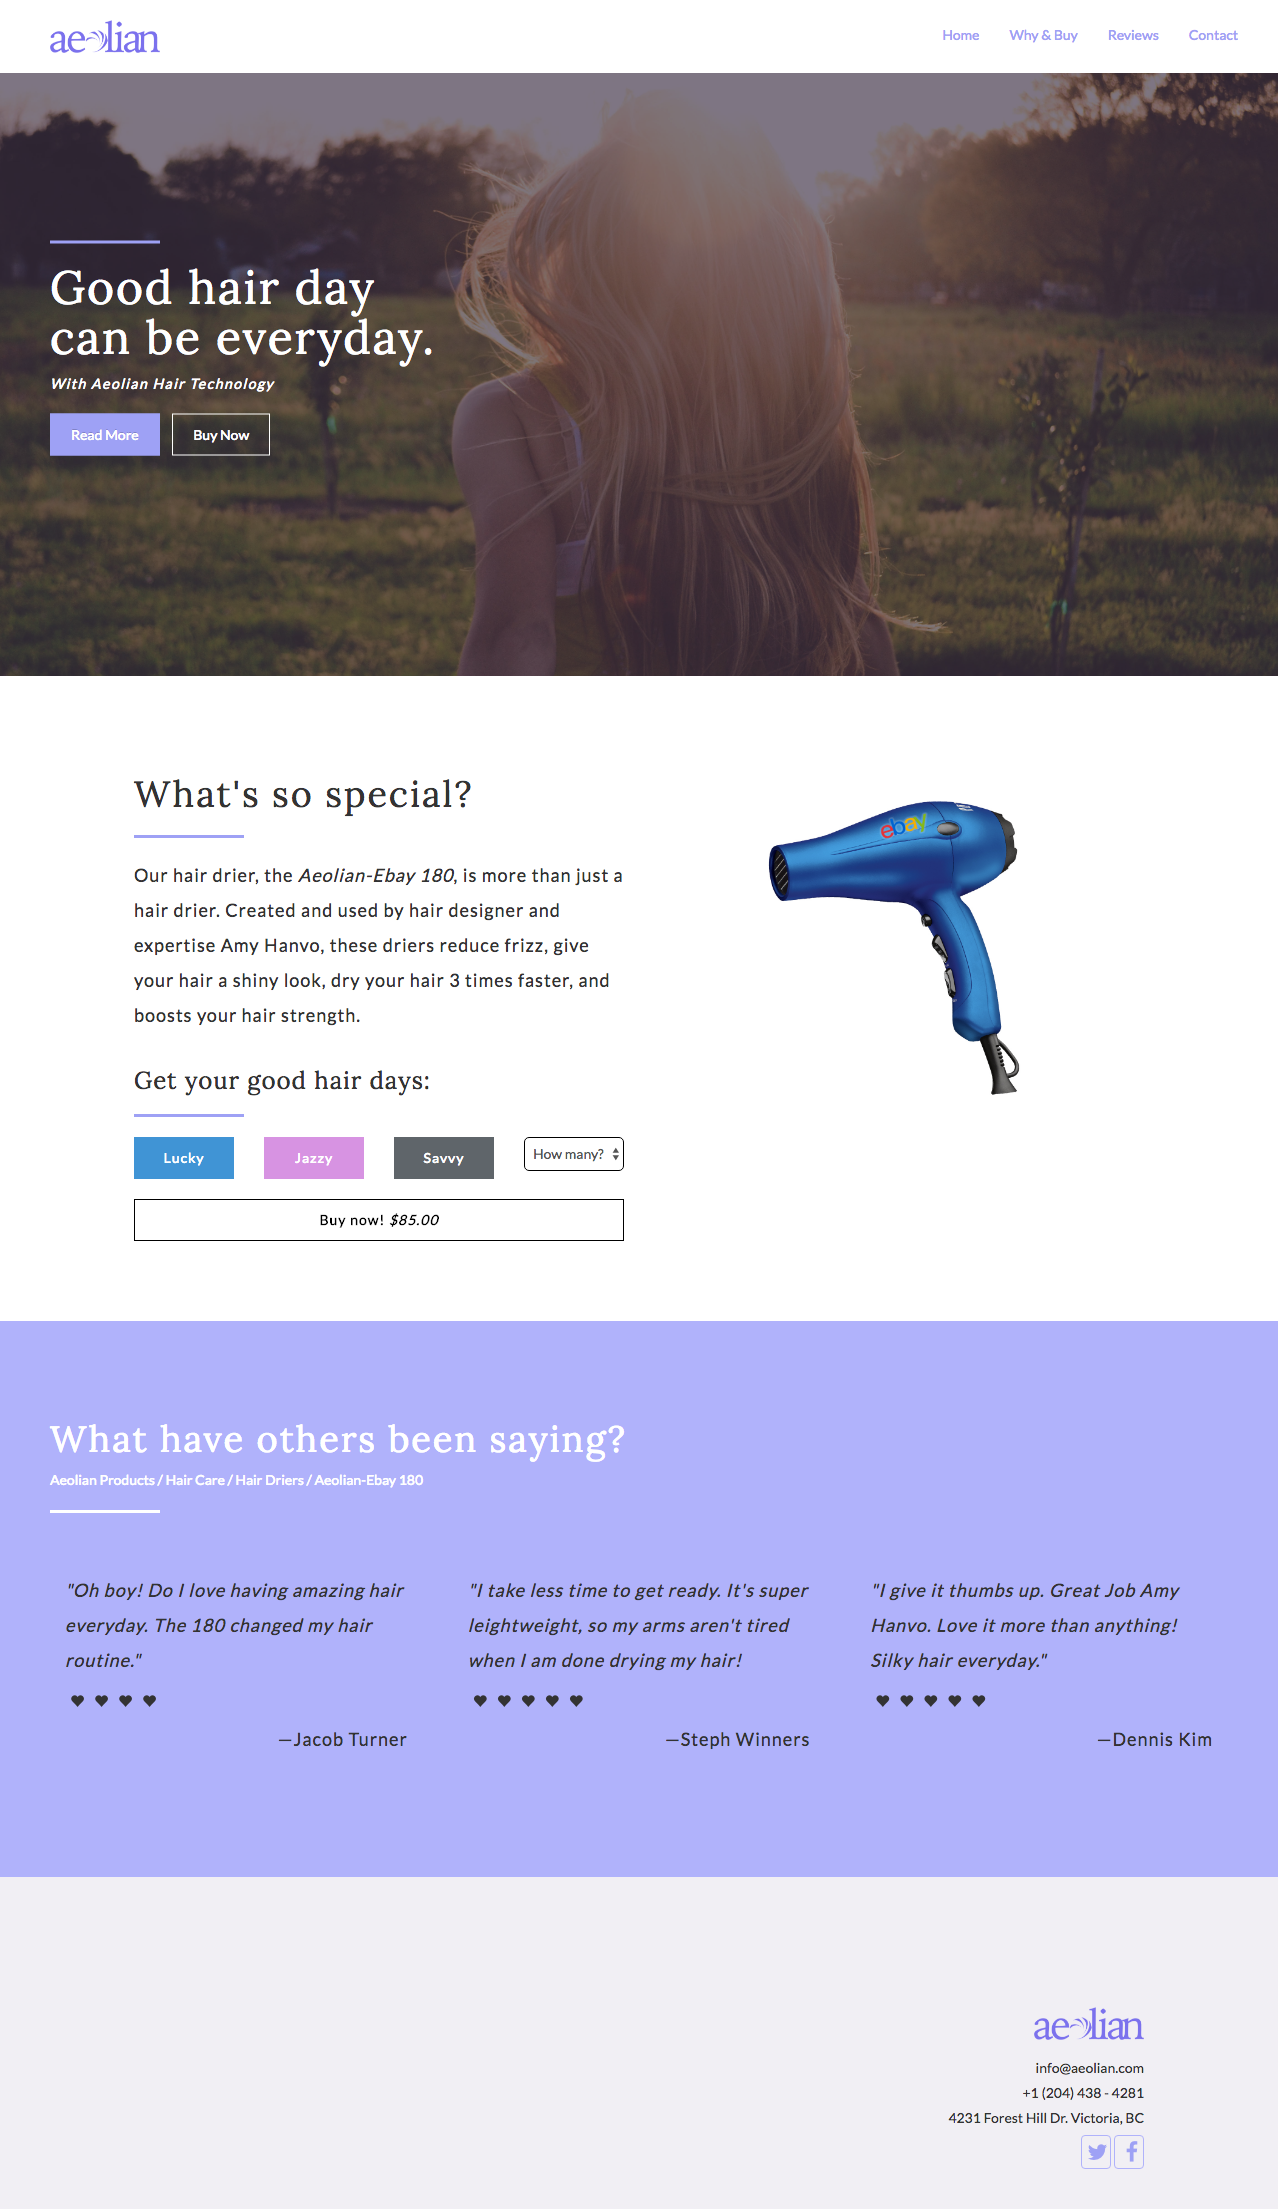 aeolian
Home Why & Buy Reviews Contact
Good hair day
can be everyday.
With Aeolian Hair Technology
Read More Buy Now
What's so special?
Our hair drier, the Aeolian-Ebay 180, is more than just a
hair drier. Created and used by hair designer and
expertise Amy Hanvo, these driers reduce frizz, give
your hair a shiny look, dry your hair 3 times faster, and
boosts your hair strength.
ebay
Get your good hair days:
Lucky Jazzy Savvy How many?
Buy now! $85.00
What have others been saying?
Aeolian Products / Hair Care / Hair Driers / Aeolian-Ebay 180
"Oh boy! Do I love having amazing hair
everyday. The 180 changed my hair
routine."
—Jacob Turner
"I take less time to get ready. It's super
leightweight, so my arms aren't tired
when I am done drying my hair!
—Steph Winners
"I give it thumbs up. Great Job Amy
Hanvo. Love it more than anything!
Silky hair everyday."
—Dennis Kim
aeolian
info@aeolian.com
+1 (204) 438 - 4281
4231 Forest Hill Dr. Victoria, BC